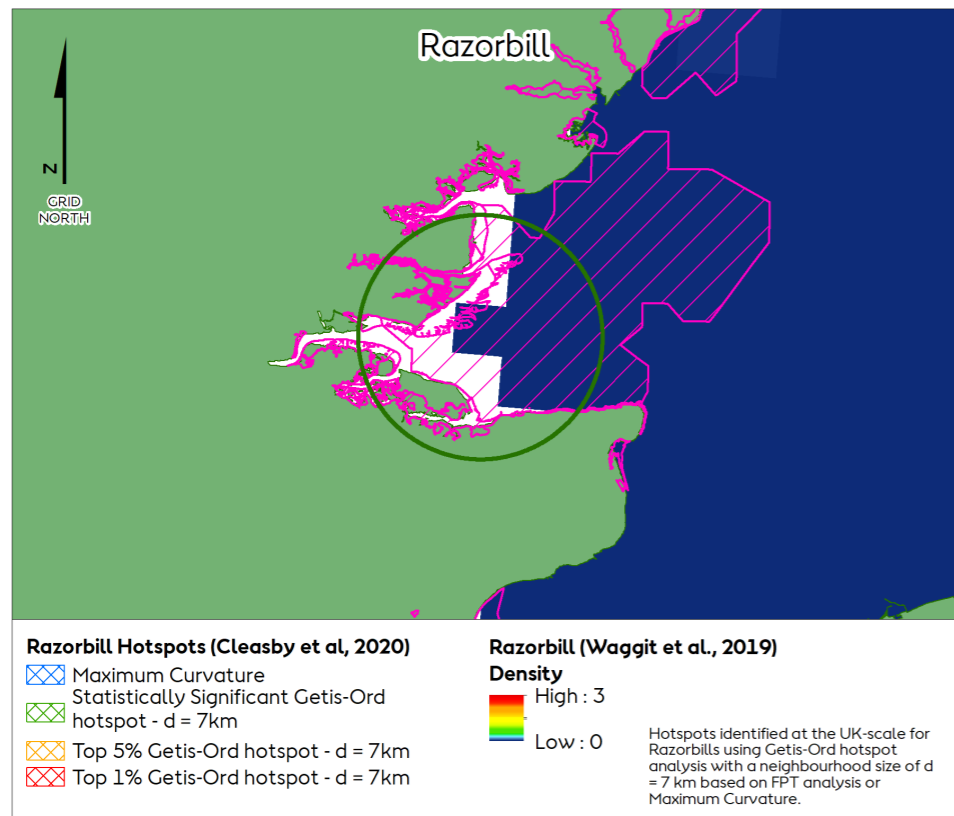 Razorbill
N
GRID
NORTH
Razorbill Hotspots (Cleasby et al, 2020)
Maximum Curvature
Statistically Significant Getis-Ord
hotspot - d = 7km
Top 5% Getis-Ord hotspot - d = 7km
Top 1% Getis-Ord hotspot - d = 7km
Razorbill (Waggit et al., 2019)
Density
High : 3
Low : 0
Hotspots identified at the UK-scale for
Razorbills using Getis-Ord hotspot
analysis with a neighbourhood size of d
= 7 km based on FPT analysis or
Maximum Curvature.